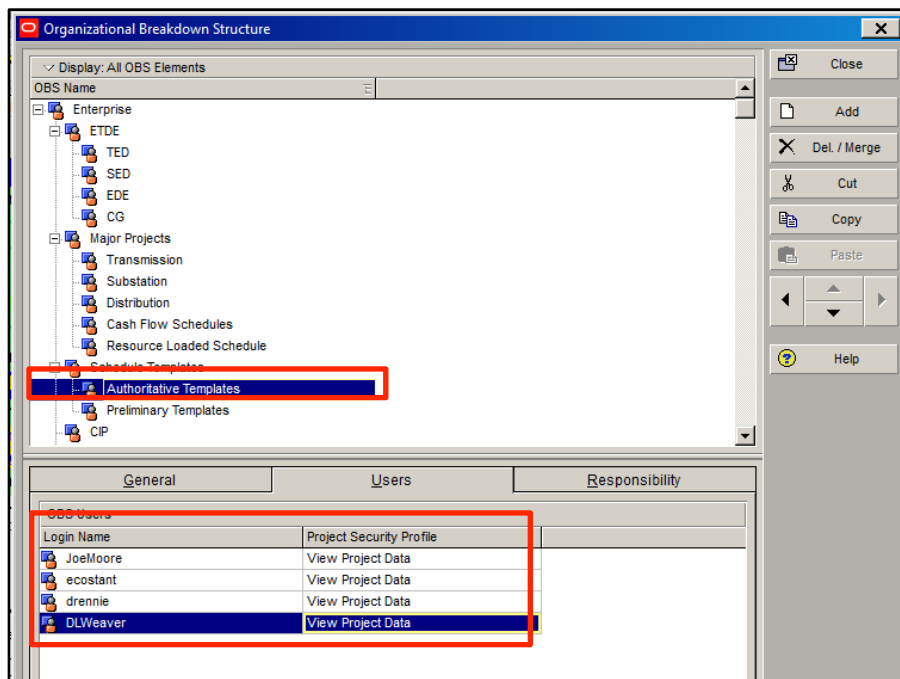 Organizational Breakdown Structure
Display: All OBS Elements
OBS Name
Enterprise
ETDE
TED
SED
EDE
CG
Major Projects
Transmission
Substation
Distribution
Cash Flow Schedules
Resource Loaded Schedule
Schedule Templates
Authoritative Templates
Preliminary Templates
CIP
Close
Add
Del. / Merge
Cut
Copy
Paste
Help
General Users Responsibility
OBS Users
Login Name Project Security Profile
JoeMoore View Project Data
ecostant View Project Data
drennie View Project Data
DLWeaver View Project Data